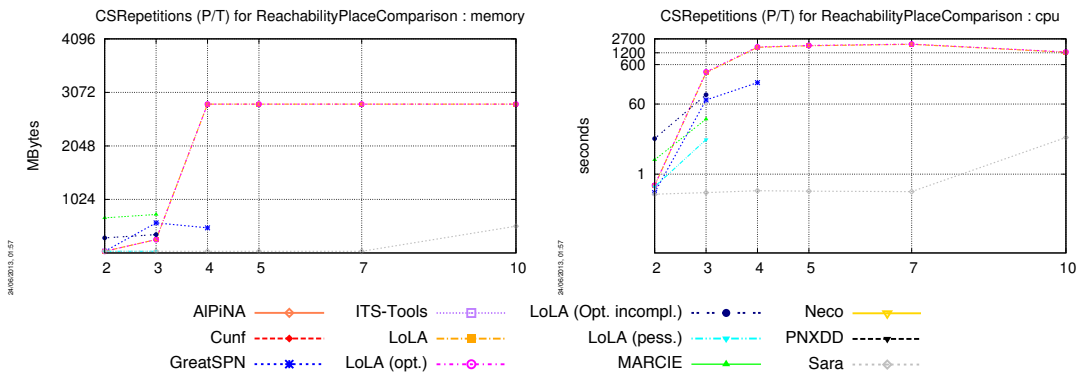 CSRepetitions (P/T) for ReachabilityPlaceComparison : memory
4096
3072
2048
1024
MBytes
2 3 4 5 7 10
24/06/2013, 01:57
CSRepetitions (P/T) for ReachabilityPlaceComparison : cpu
2700
1200
600
60
1
seconds
2 3 4 5 7 10
24/06/2013, 01:57
AlPiNA ITS-Tools LoLA (Opt. incompl.) Neco
Cunf LoLA LoLA (pess.) PNXDD
GreatSPN LoLA (opt.) MARCIE Sara